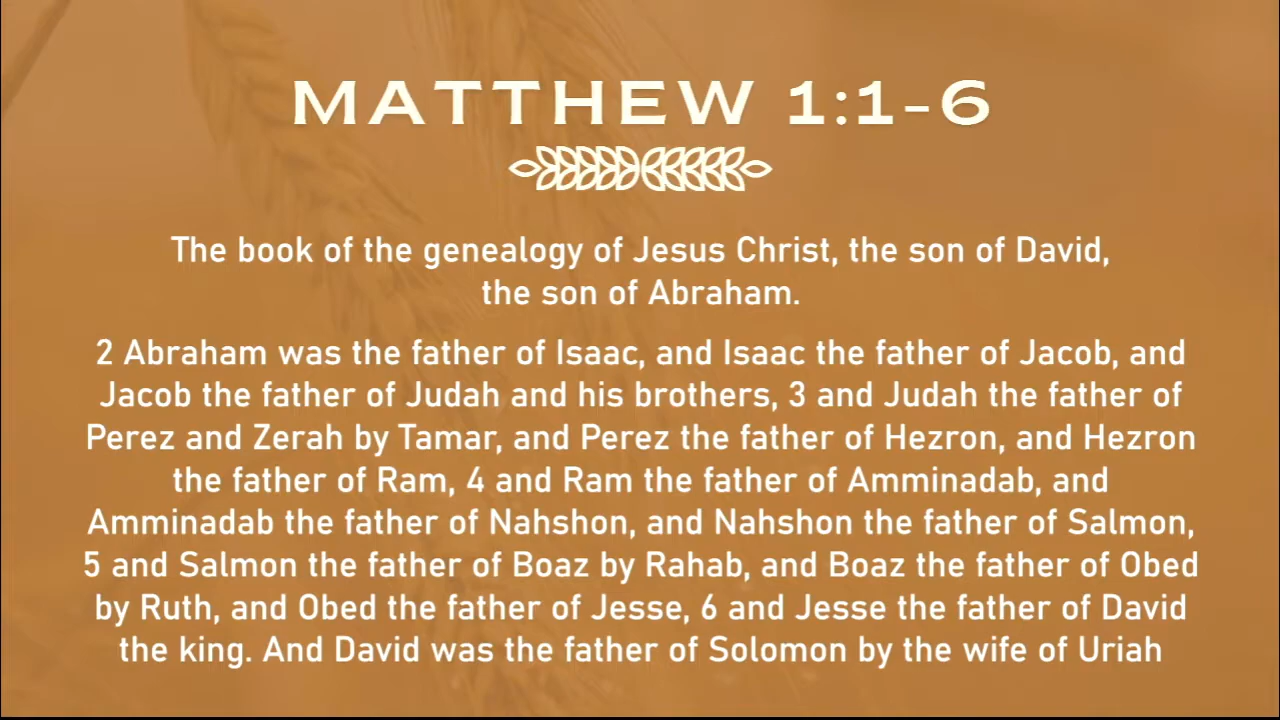 MATTHEW 1:1-6
The book of the genealogy of Jesus Christ, the son of David,
the son of Abraham.
2 Abraham was the father of Isaac, and Isaac the father of Jacob, and
Jacob the father of Judah and his brothers, 3 and Judah the father of
Perez and Zerah by Tamar, and Perez the father of Hezron, and Hezron
the father of Ram, 4 and Ram the father of Amminadab, and
Amminadab the father of Nahshon, and Nahshon the father of Salmon,
5 and Salmon the father of Boaz by Rahab, and Boaz the father of Obed
by Ruth, and Obed the father of Jesse, 6 and Jesse the father of David
the king. And David was the father of Solomon by the wife of Uriah